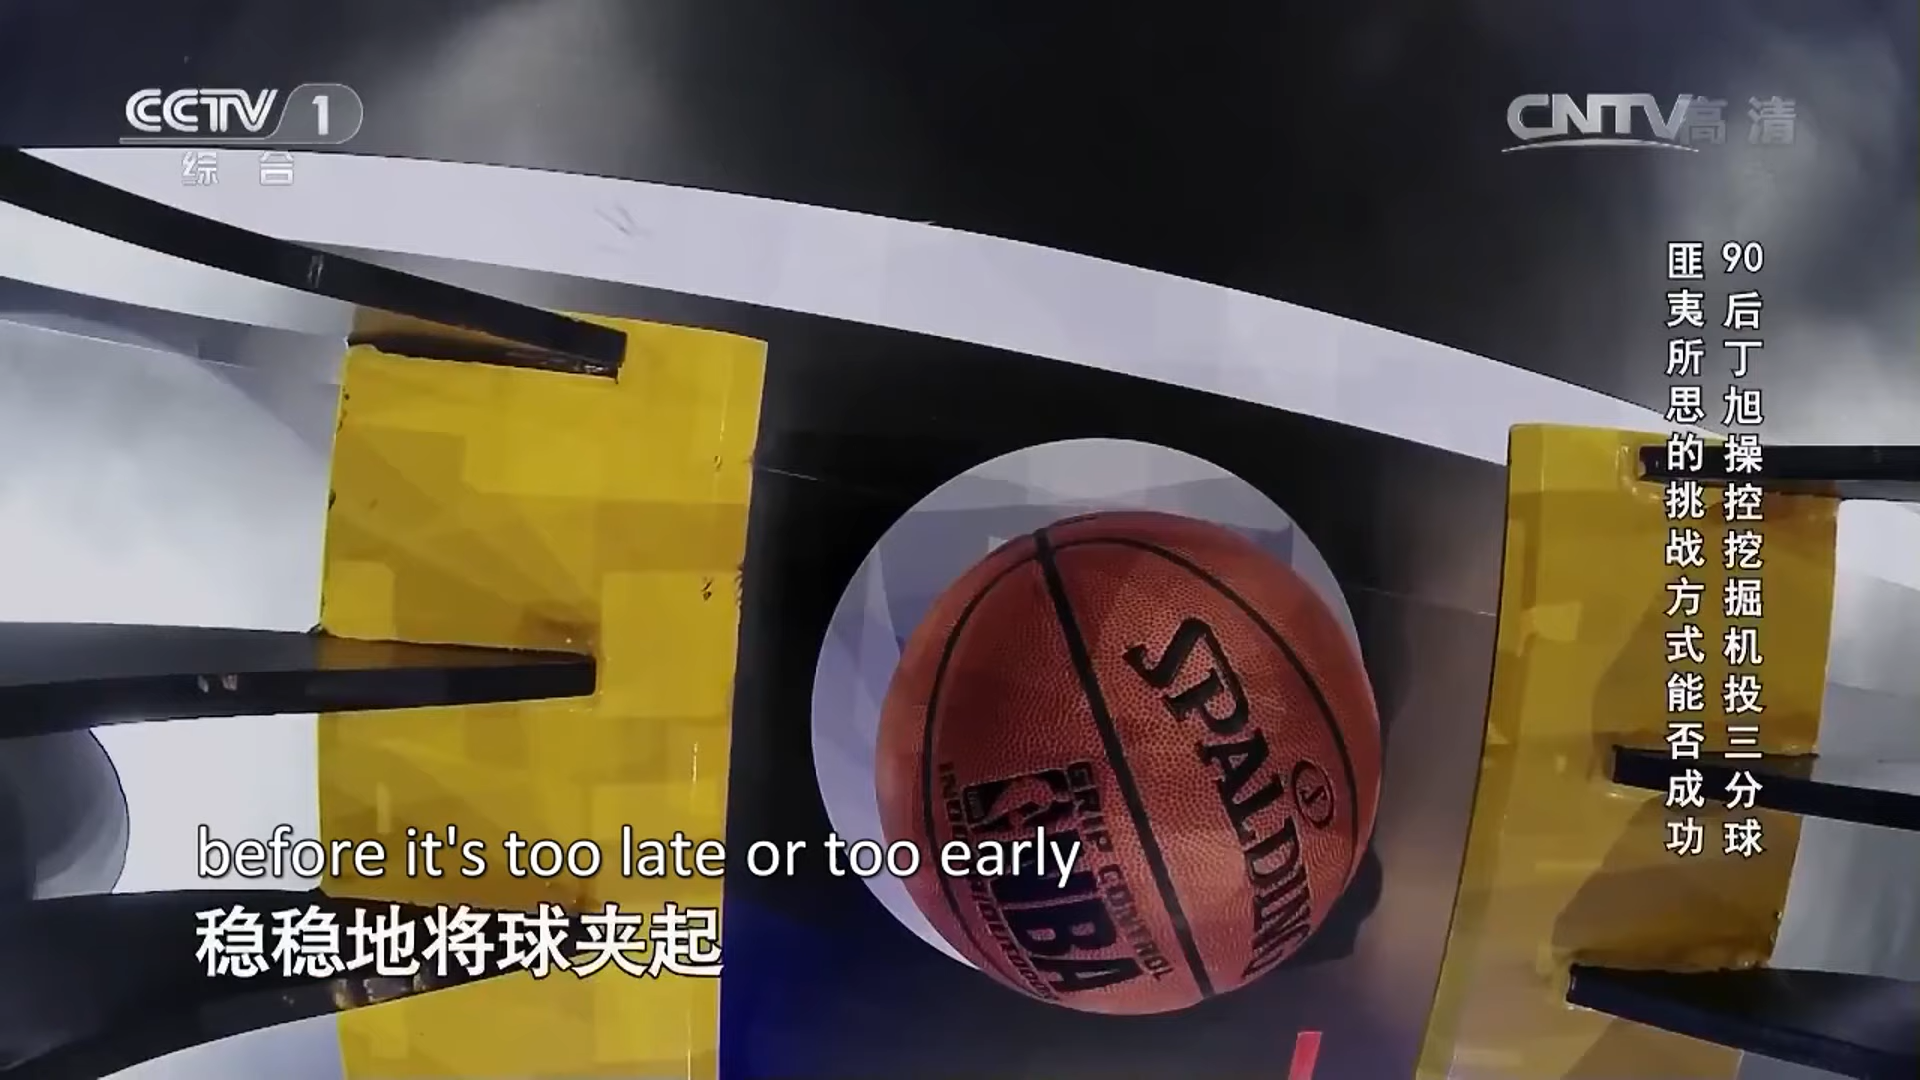 CCTV 1
综合
CNTV高清
90后丁旭操控挖掘机投三分球
匪夷所思的挑战方式能否成功
SPALDING
GRIP CONTROL
NBA
before it's too late or too early
稳稳地将球夹起